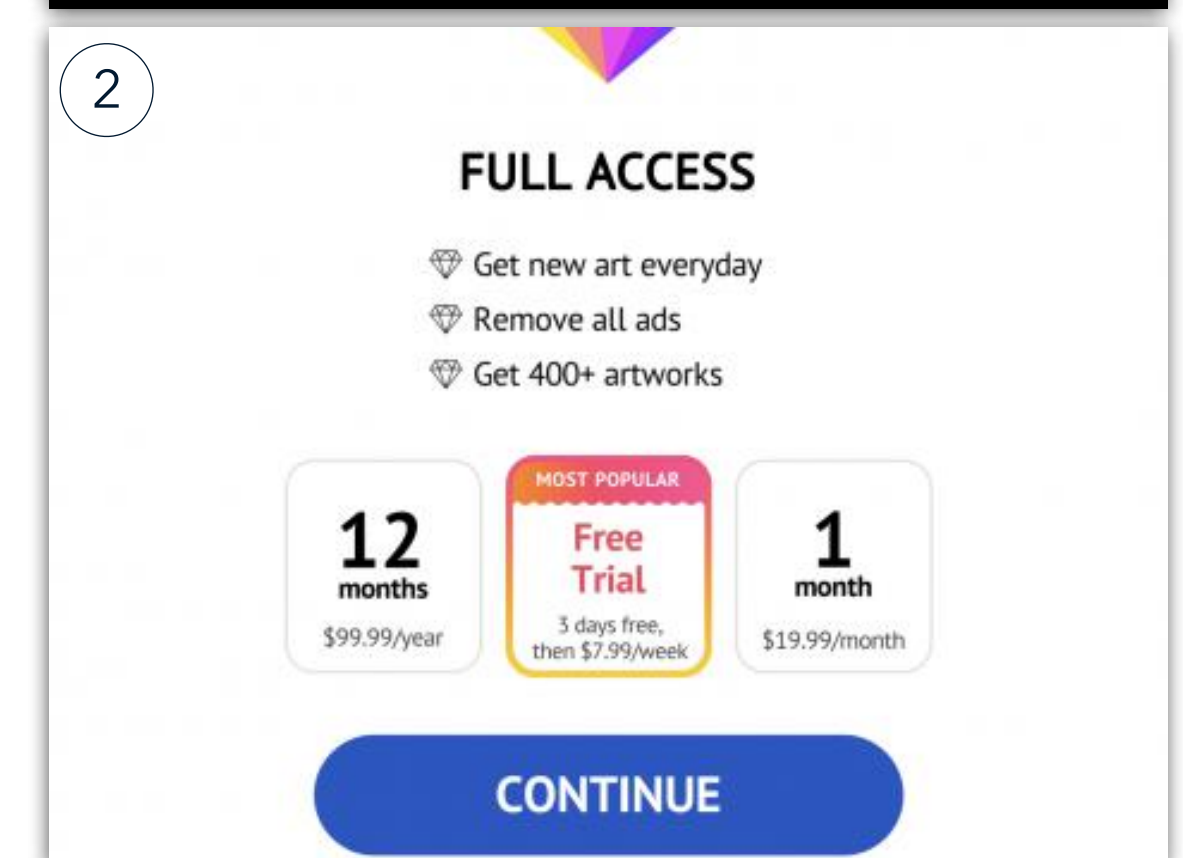 2
FULL ACCESS
Get new art everyday
Remove all ads
Get 400+ artworks
12
months
$99.99/year
MOST POPULAR
Free
Trial
3 days free,
then $7.99/week
1
month
$19.99/month
CONTINUE